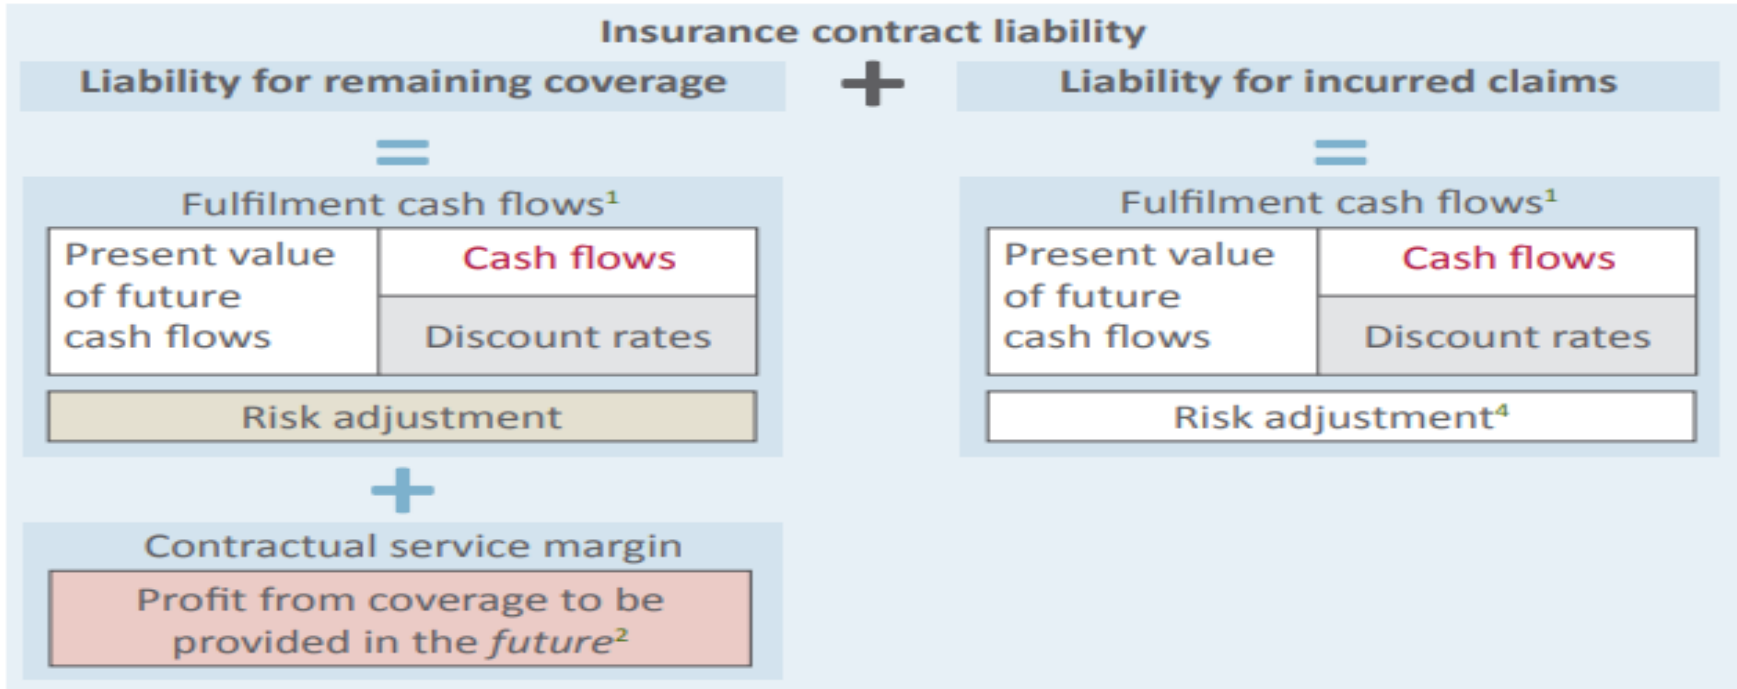 Insurance contract liability
Liability for remaining coverage
+
Liability for incurred claims
=
=
Fulfilment cash flows¹
Present value
of future
cash flows
Cash flows
Discount rates
Risk adjustment
Fulfilment cash flows¹
Present value
of future
cash flows
Cash flows
Discount rates
Risk adjustment⁴
+
Contractual service margin
Profit from coverage to be
provided in the future²